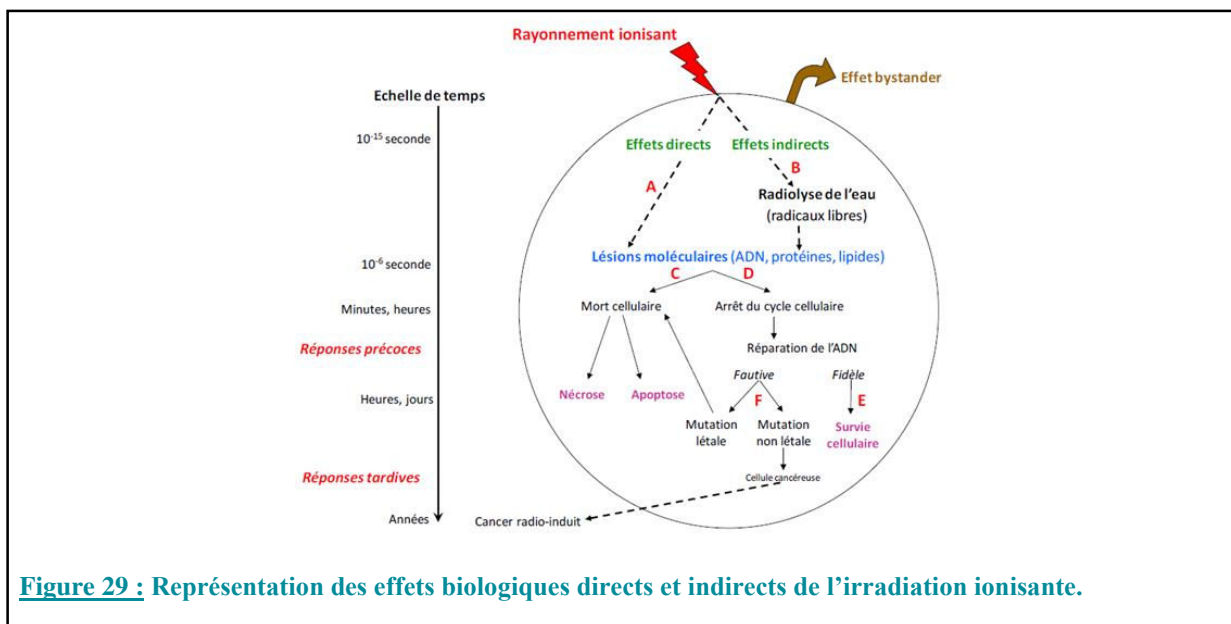 Rayonnement ionisant
Effet bystander
Echelle de temps
10⁻¹⁵ seconde
Effets directs
Effets indirects
A
B
Radiolyse de l’eau
(radicaux libres)
Lésions moléculaires (ADN, protéines, lipides)
10⁻⁶ seconde
C
D
Minutes, heures
Mort cellulaire
Arrêt du cycle cellulaire
Réponses précoces
Réparation de l’ADN
Fautive
Fidèle
Nécrose
Apoptose
Heures, jours
F
E
Mutation
létale
Mutation
non létale
Survie
cellulaire
Réponses tardives
Cellule cancéreuse
Années
Cancer radio-induit
Figure 29 : Représentation des effets biologiques directs et indirects de l’irradiation ionisante.